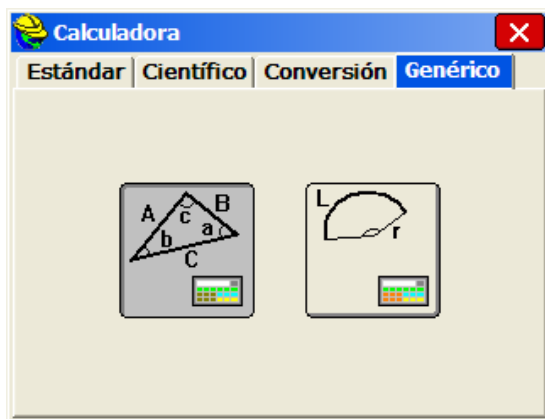 Calculadora
Estándar Científico Conversión Genérico
A c B
b a
C
L
r